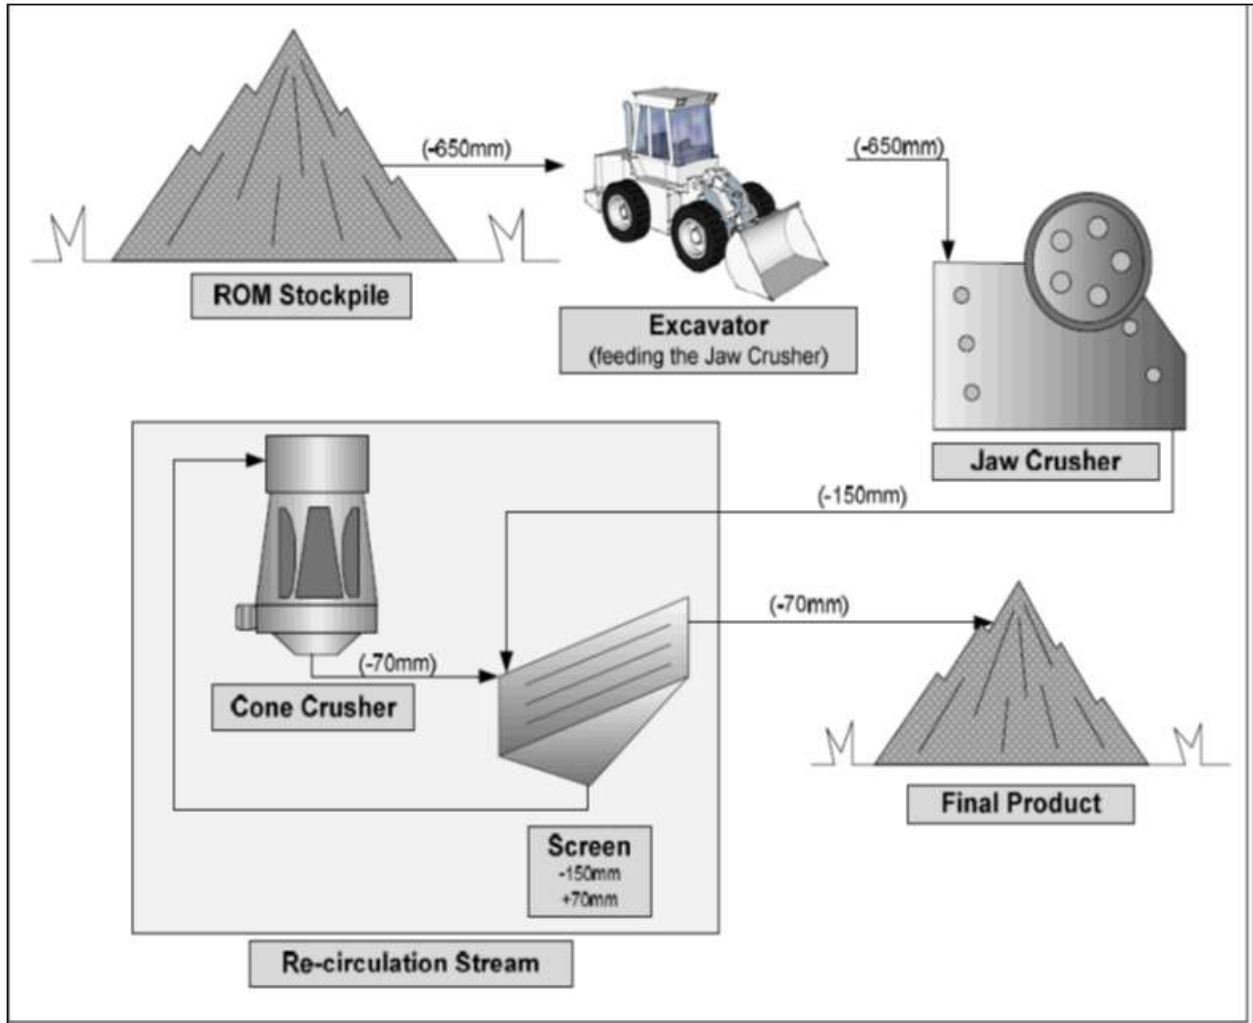 (-650mm)
(-650mm)
ROM Stockpile
Excavator
(feeding the Jaw Crusher)
Jaw Crusher
(-150mm)
(-70mm)
(-70mm)
Cone Crusher
Final Product
Screen
-150mm
+70mm
Re-circulation Stream